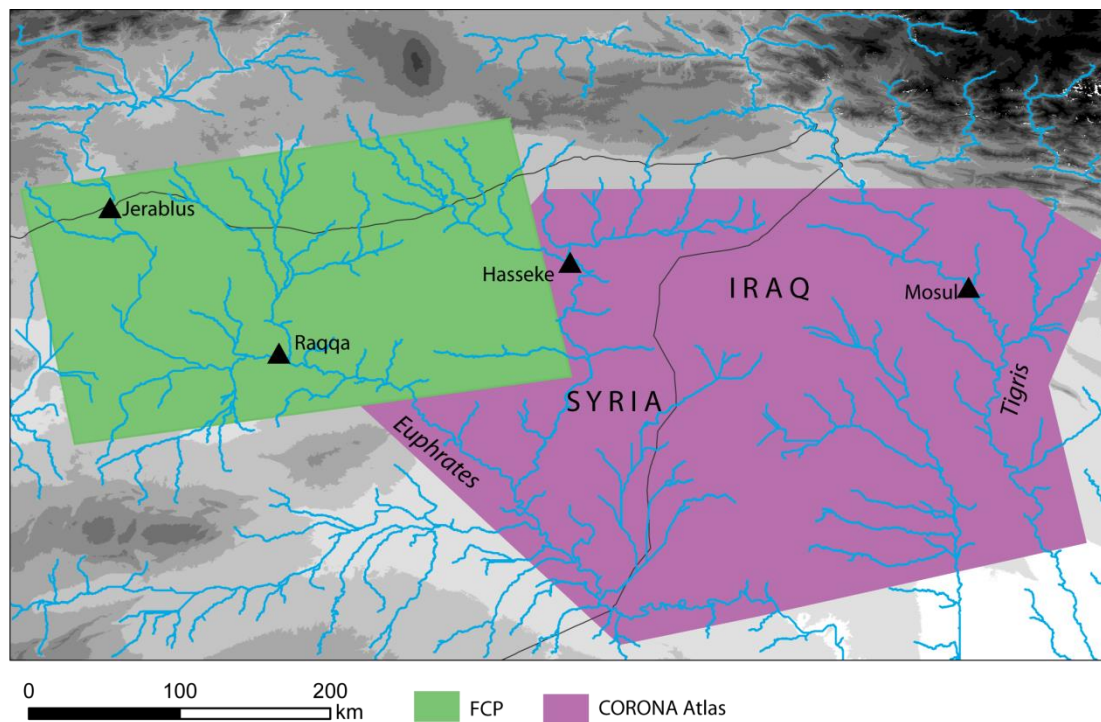 Jerablus
Hasseke
IRAQ
Mosul
Raqqa
SYRIA
Tigris
Euphrates
0 100 200
km
FCP CORONA Atlas